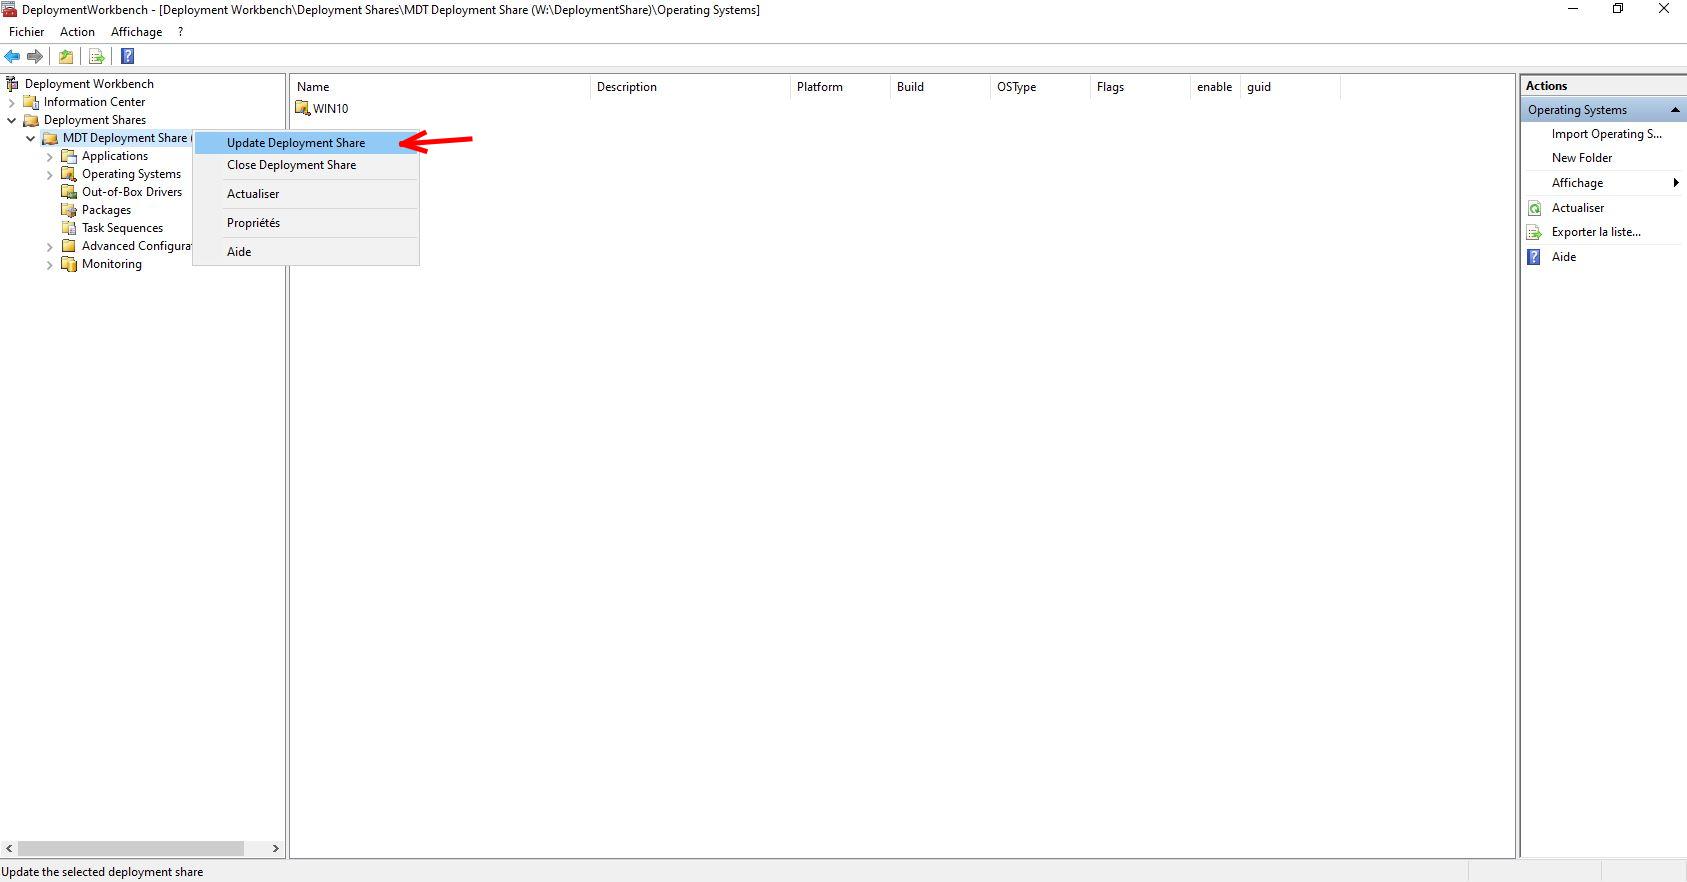 DeploymentWorkbench - [Deployment Workbench\Deployment Shares\MDT Deployment Share (W:\DeploymentShare)\Operating Systems]
Fichier Action Affichage ?
Deployment Workbench
Information Center
Deployment Shares
MDT Deployment Share (
Applications
Operating Systems
Out-of-Box Drivers
Packages
Task Sequences
Advanced Configura
Monitoring
Update Deployment Share
Close Deployment Share
Actualiser
Propriétés
Aide
Name Description Platform Build OSType Flags enable guid
WIN10
Actions
Operating Systems
Import Operating S...
New Folder
Affichage
Actualiser
Exporter la liste...
Aide
Update the selected deployment share